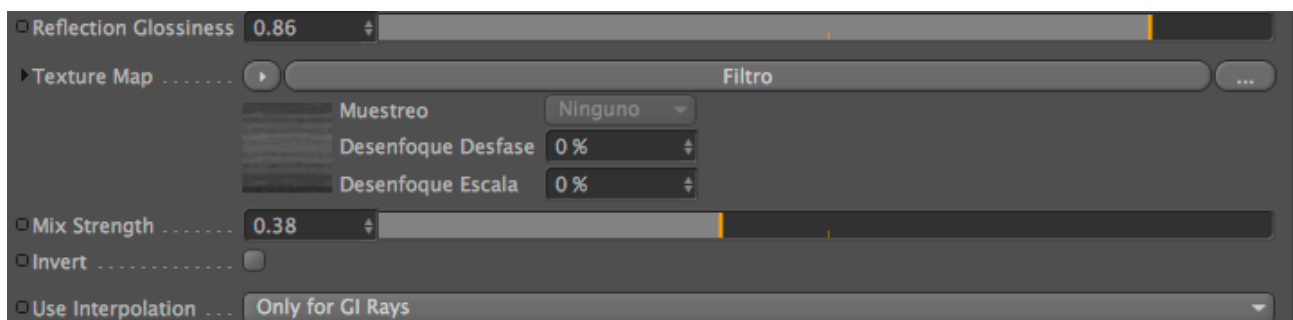 Reflection Glossiness 0.86
Texture Map ....... Filtro ...
Muestreo Ninguno
Desenfoque Desfase 0 %
Desenfoque Escala 0 %
Mix Strength ....... 0.38
Invert .............
Use Interpolation ... Only for GI Rays